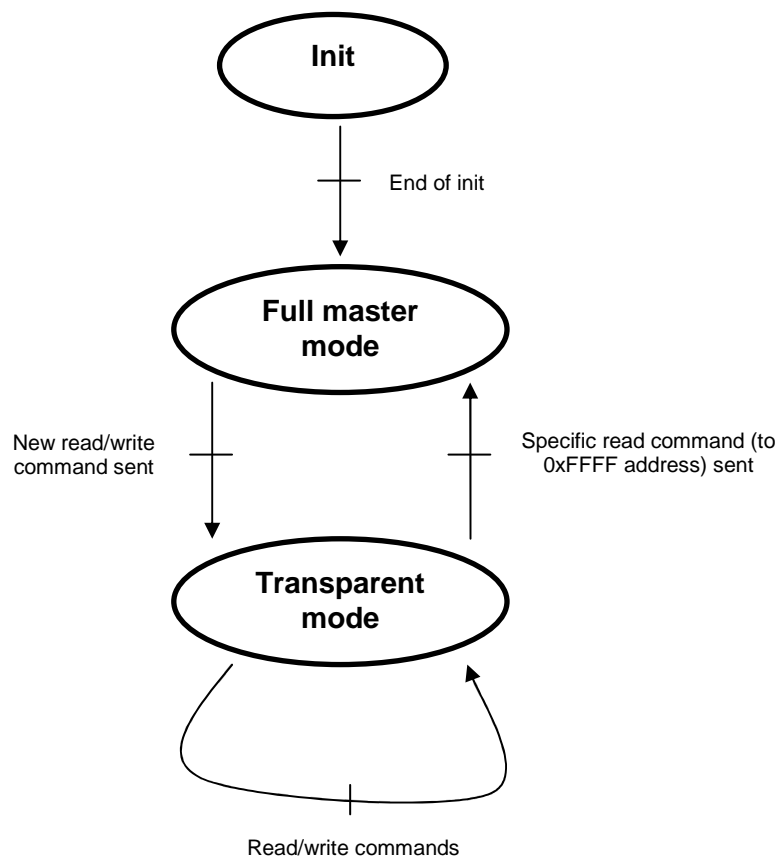 Init
End of init
Full master
mode
New read/write
command sent
Specific read command (to
0xFFFF address) sent
Transparent
mode
Read/write commands